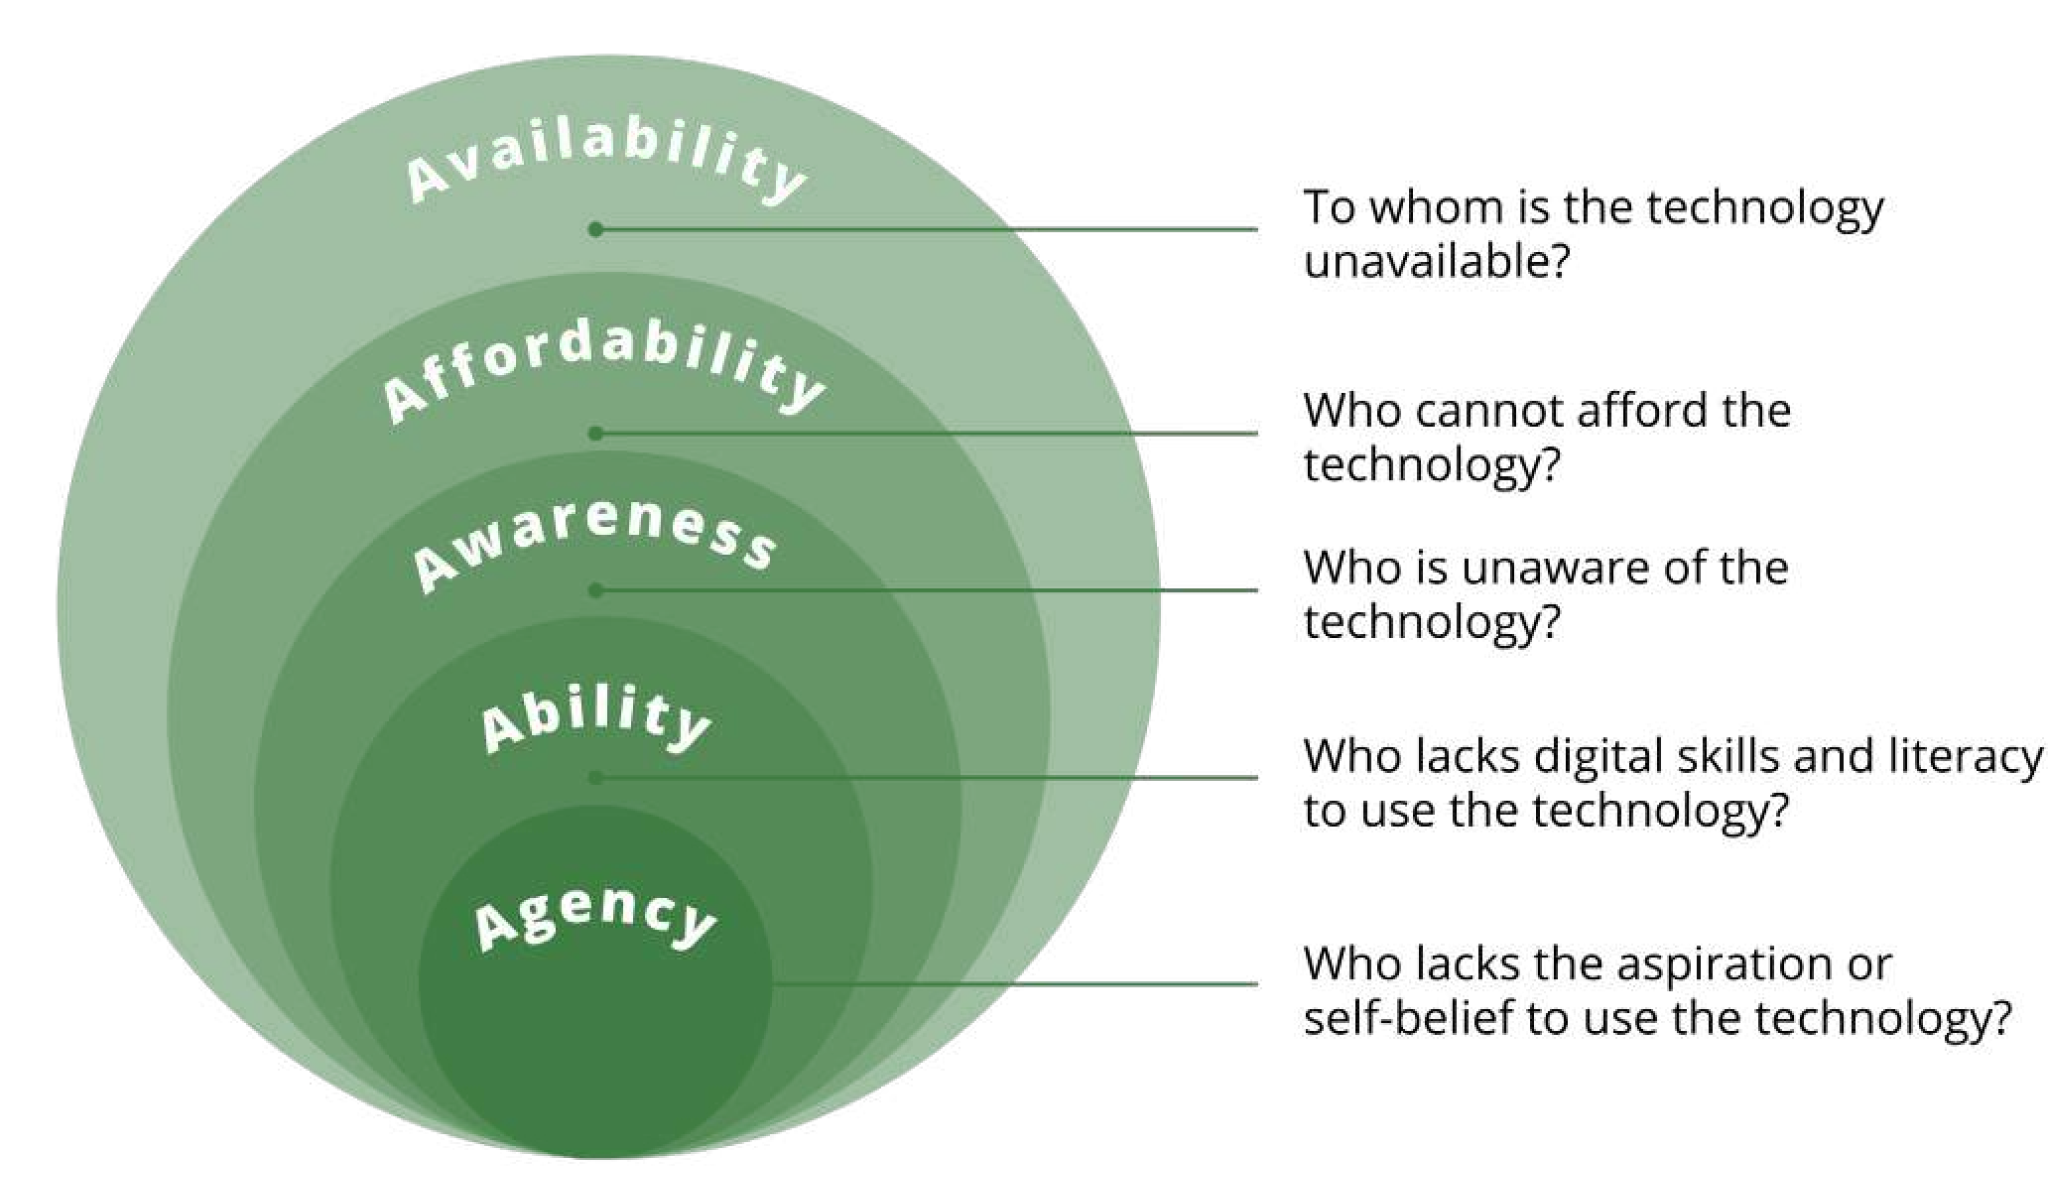 Availability
To whom is the technology
unavailable?
Affordability
Who cannot afford the
technology?
Awareness
Who is unaware of the
technology?
Ability
Who lacks digital skills and literacy
to use the technology?
Agency
Who lacks the aspiration or
self-belief to use the technology?